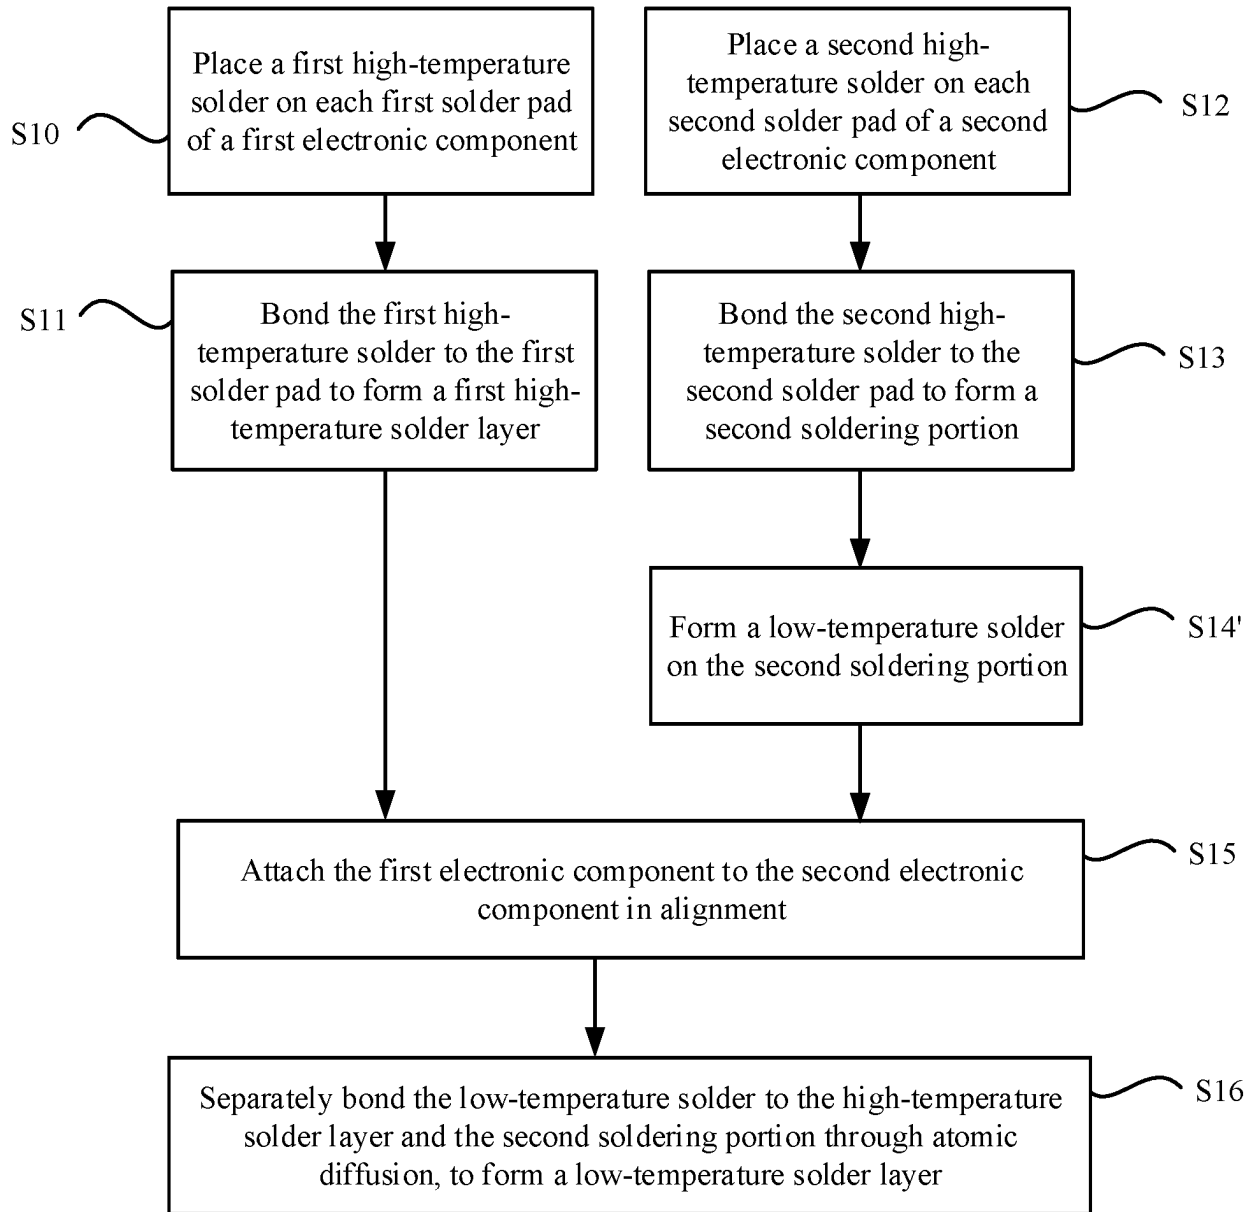 Place a first high-temperature
solder on each first solder pad
of a first electronic component
S10
Place a second high-
temperature solder on each
second solder pad of a second
electronic component
S12
Bond the first high-
temperature solder to the first
solder pad to form a first high-
temperature solder layer
S11
Bond the second high-
temperature solder to the
second solder pad to form a
second soldering portion
S13
Form a low-temperature solder
on the second soldering portion
S14'
Attach the first electronic component to the second electronic
component in alignment
S15
Separately bond the low-temperature solder to the high-temperature
solder layer and the second soldering portion through atomic
diffusion, to form a low-temperature solder layer
S16